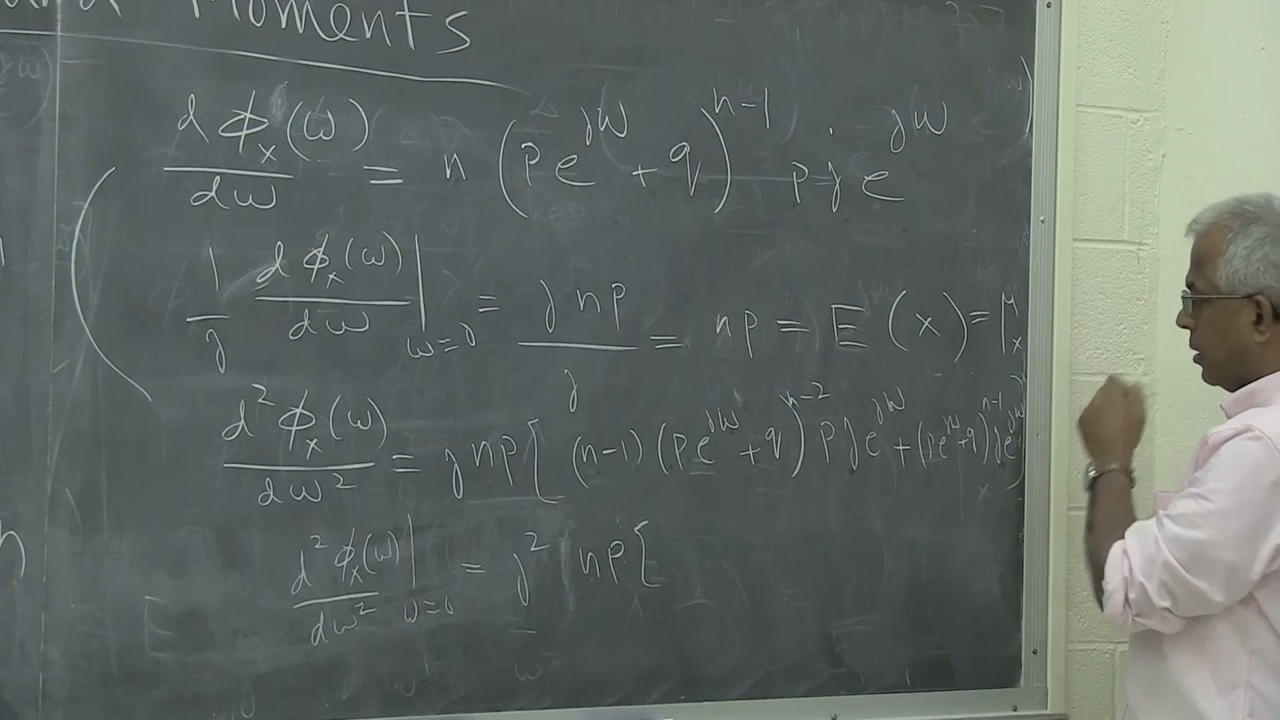 and Moments
dφₓ(ω)/dω = n (pe^{jω} + q)^{n-1} pje^{jω}
1/j dφₓ(ω)/dω |_{ω=0} = jnp/j = np = E(x) = μₓ
d²φₓ(ω)/dω² = jnp[ (n-1)(pe^{jω} + q)^{n-2} pje^{jω} + (pe^{jω}+q)^{n-1} je^{jω}
d²φₓ(ω)/dω² |_{ω=0} = j² np[